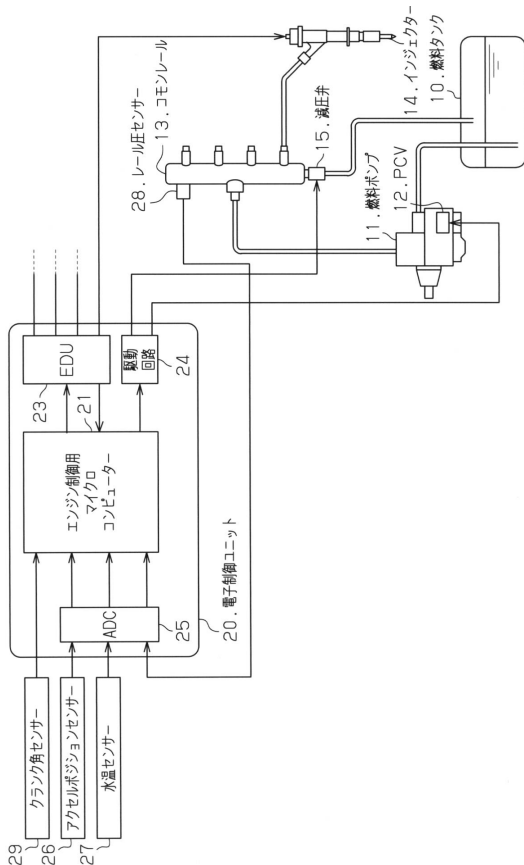 29
クランク角センサー
26
アクセルポジションセンサー
27
水温センサー
ADC
25
エンジン制御用
マイクロ
コンピューター
21
23
EDU
駆動
回路
24
20．電子制御ユニット
28．レール圧センサー
13．コモンレール
15．減圧弁
14．インジェクター
10．燃料タンク
11．燃料ポンプ
12．PCV